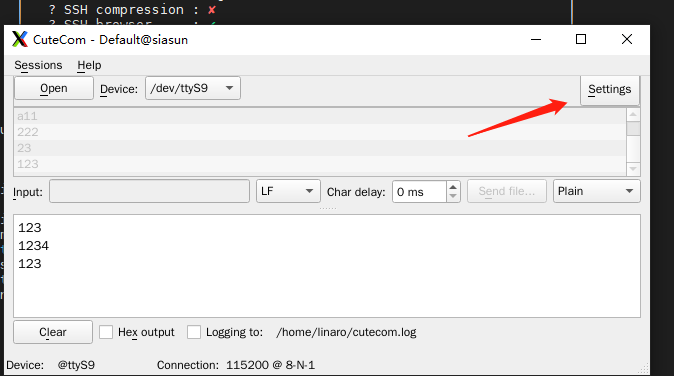 ? SSH compression : ✘
? SSH browser : ✓
CuteCom - Default@siasun
Sessions Help
Open Device: /dev/ttyS9 Settings
a11
222
23
123
Input: LF Char delay: 0 ms Send file... Plain
123
1234
123
Clear Hex output Logging to: /home/linaro/cutecom.log
Device: @ttyS9 Connection: 115200 @ 8-N-1